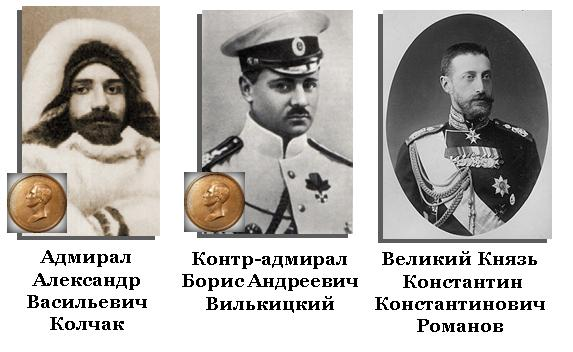 Адмирал
Александр
Васильевич
Колчак
Контр-адмирал
Борис Андреевич
Вилькицкий
Великий Князь
Константин
Константинович
Романов